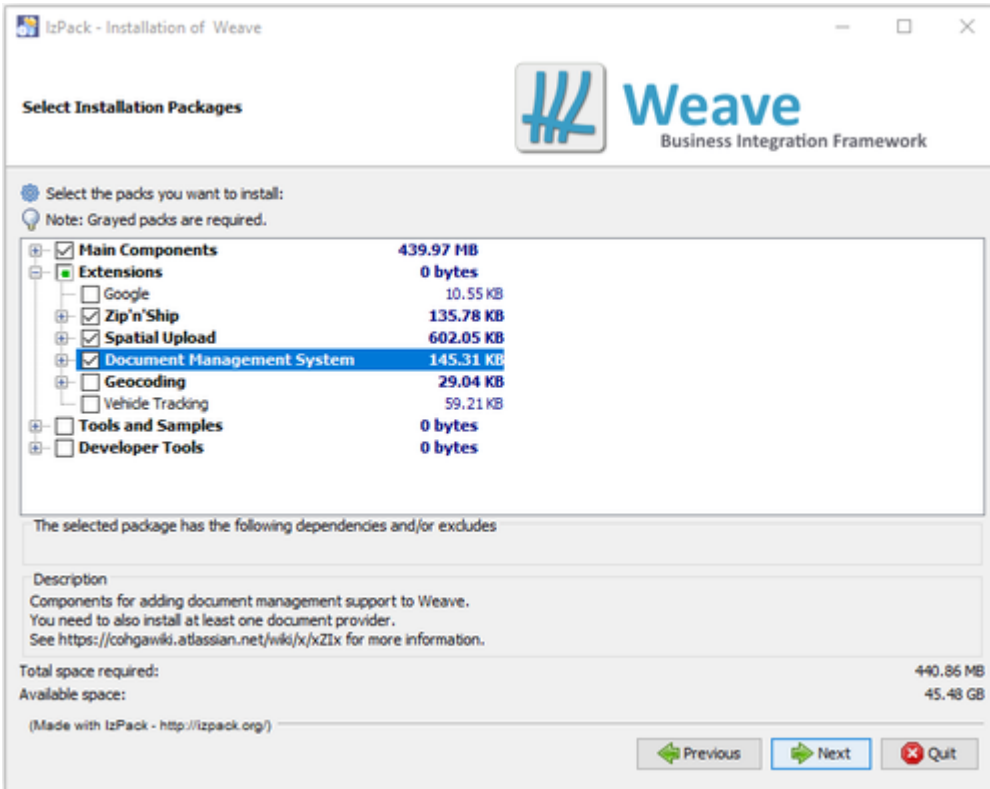 IzPack - Installation of Weave
Select Installation Packages
Weave
Business Integration Framework
Select the packs you want to install:
Note: Grayed packs are required.
Main Components 439.97 MB
Extensions 0 bytes
Google 10.55 KB
Zip'n'Ship 135.78 KB
Spatial Upload 602.05 KB
Document Management System 145.31 KB
Geocoding 29.04 KB
Vehicle Tracking 59.21 KB
Tools and Samples 0 bytes
Developer Tools 0 bytes
The selected package has the following dependencies and/or excludes
Description
Components for adding document management support to Weave.
You need to also install at least one document provider.
See https://cohgawiki.atlassian.net/wiki/x/xZIx for more information.
Total space required: 440.86 MB
Available space: 45.48 GB
(Made with IzPack - http://izpack.org/)
Previous Next Quit